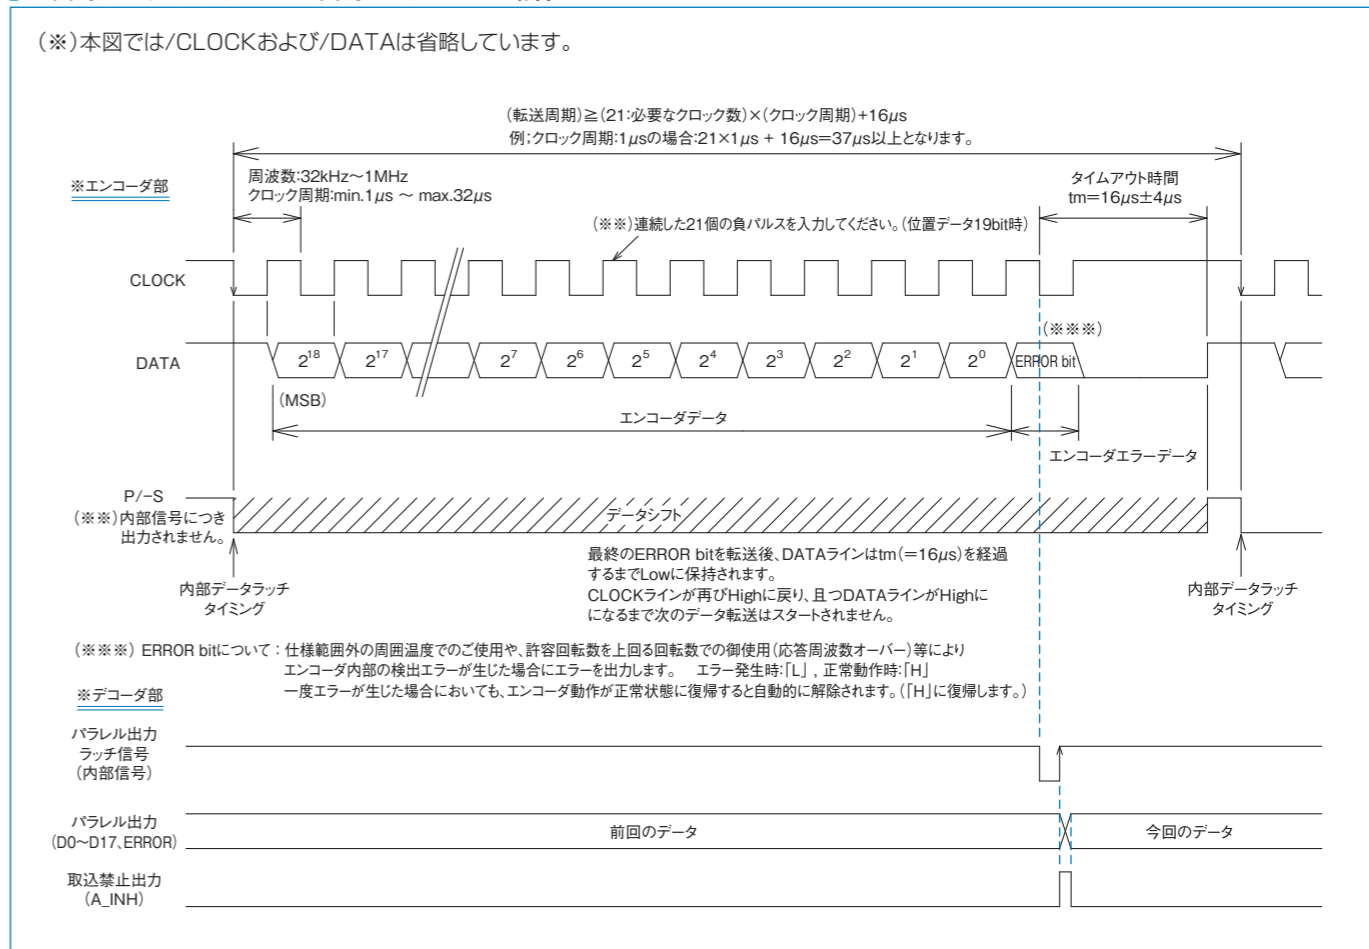 (※)本図では/CLOCKおよび/DATAは省略しています。
(転送周期)≧(21:必要なクロック数)×(クロック周期)+16μs
例;クロック周期:1μsの場合:21×1μs + 16μs=37μs以上となります。
※エンコーダ部
周波数:32kHz～1MHz
クロック周期:min.1μs ～ max.32μs
タイムアウト時間
tm=16μs±4μs
(※※)連続した21個の負パルスを入力してください。(位置データ19bit時)
CLOCK
(※※※)
DATA
2¹⁸ 2¹⁷ 2⁷ 2⁶ 2⁵ 2⁴ 2³ 2² 2¹ 2⁰ ERROR bit
(MSB)
エンコーダデータ
エンコーダエラーデータ
P/-S
(※※)内部信号につき
出力されません。
データシフト
内部データラッチ
タイミング
最終のERROR bitを転送後、DATAラインはtm(=16μs)を経過
するまでLowに保持されます。
CLOCKラインが再びHighに戻り、且つDATAラインがHighに
になるまで次のデータ転送はスタートされません。
内部データラッチ
タイミング
(※※※) ERROR bitについて : 仕様範囲外の周囲温度でのご使用や、許容回転数を上回る回転数での御使用(応答周波数オーバー)等により
エンコーダ内部の検出エラーが生じた場合にエラーを出力します。 エラー発生時:「L」 , 正常動作時:「H」
一度エラーが生じた場合においても、エンコーダ動作が正常状態に復帰すると自動的に解除されます。(「H」に復帰します。)
※デコーダ部
パラレル出力
ラッチ信号
(内部信号)
パラレル出力
(D0～D17、ERROR)
前回のデータ
今回のデータ
取込禁止出力
(A_INH)